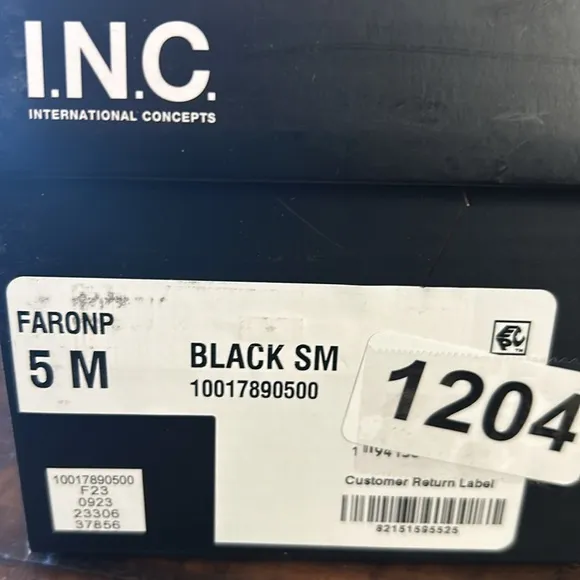 I.N.C.
INTERNATIONAL CONCEPTS
FARONP
5 M
BLACK SM
10017890500
1204
Customer Return Label
82151595525
10017890500
F23
0923
23306
37856